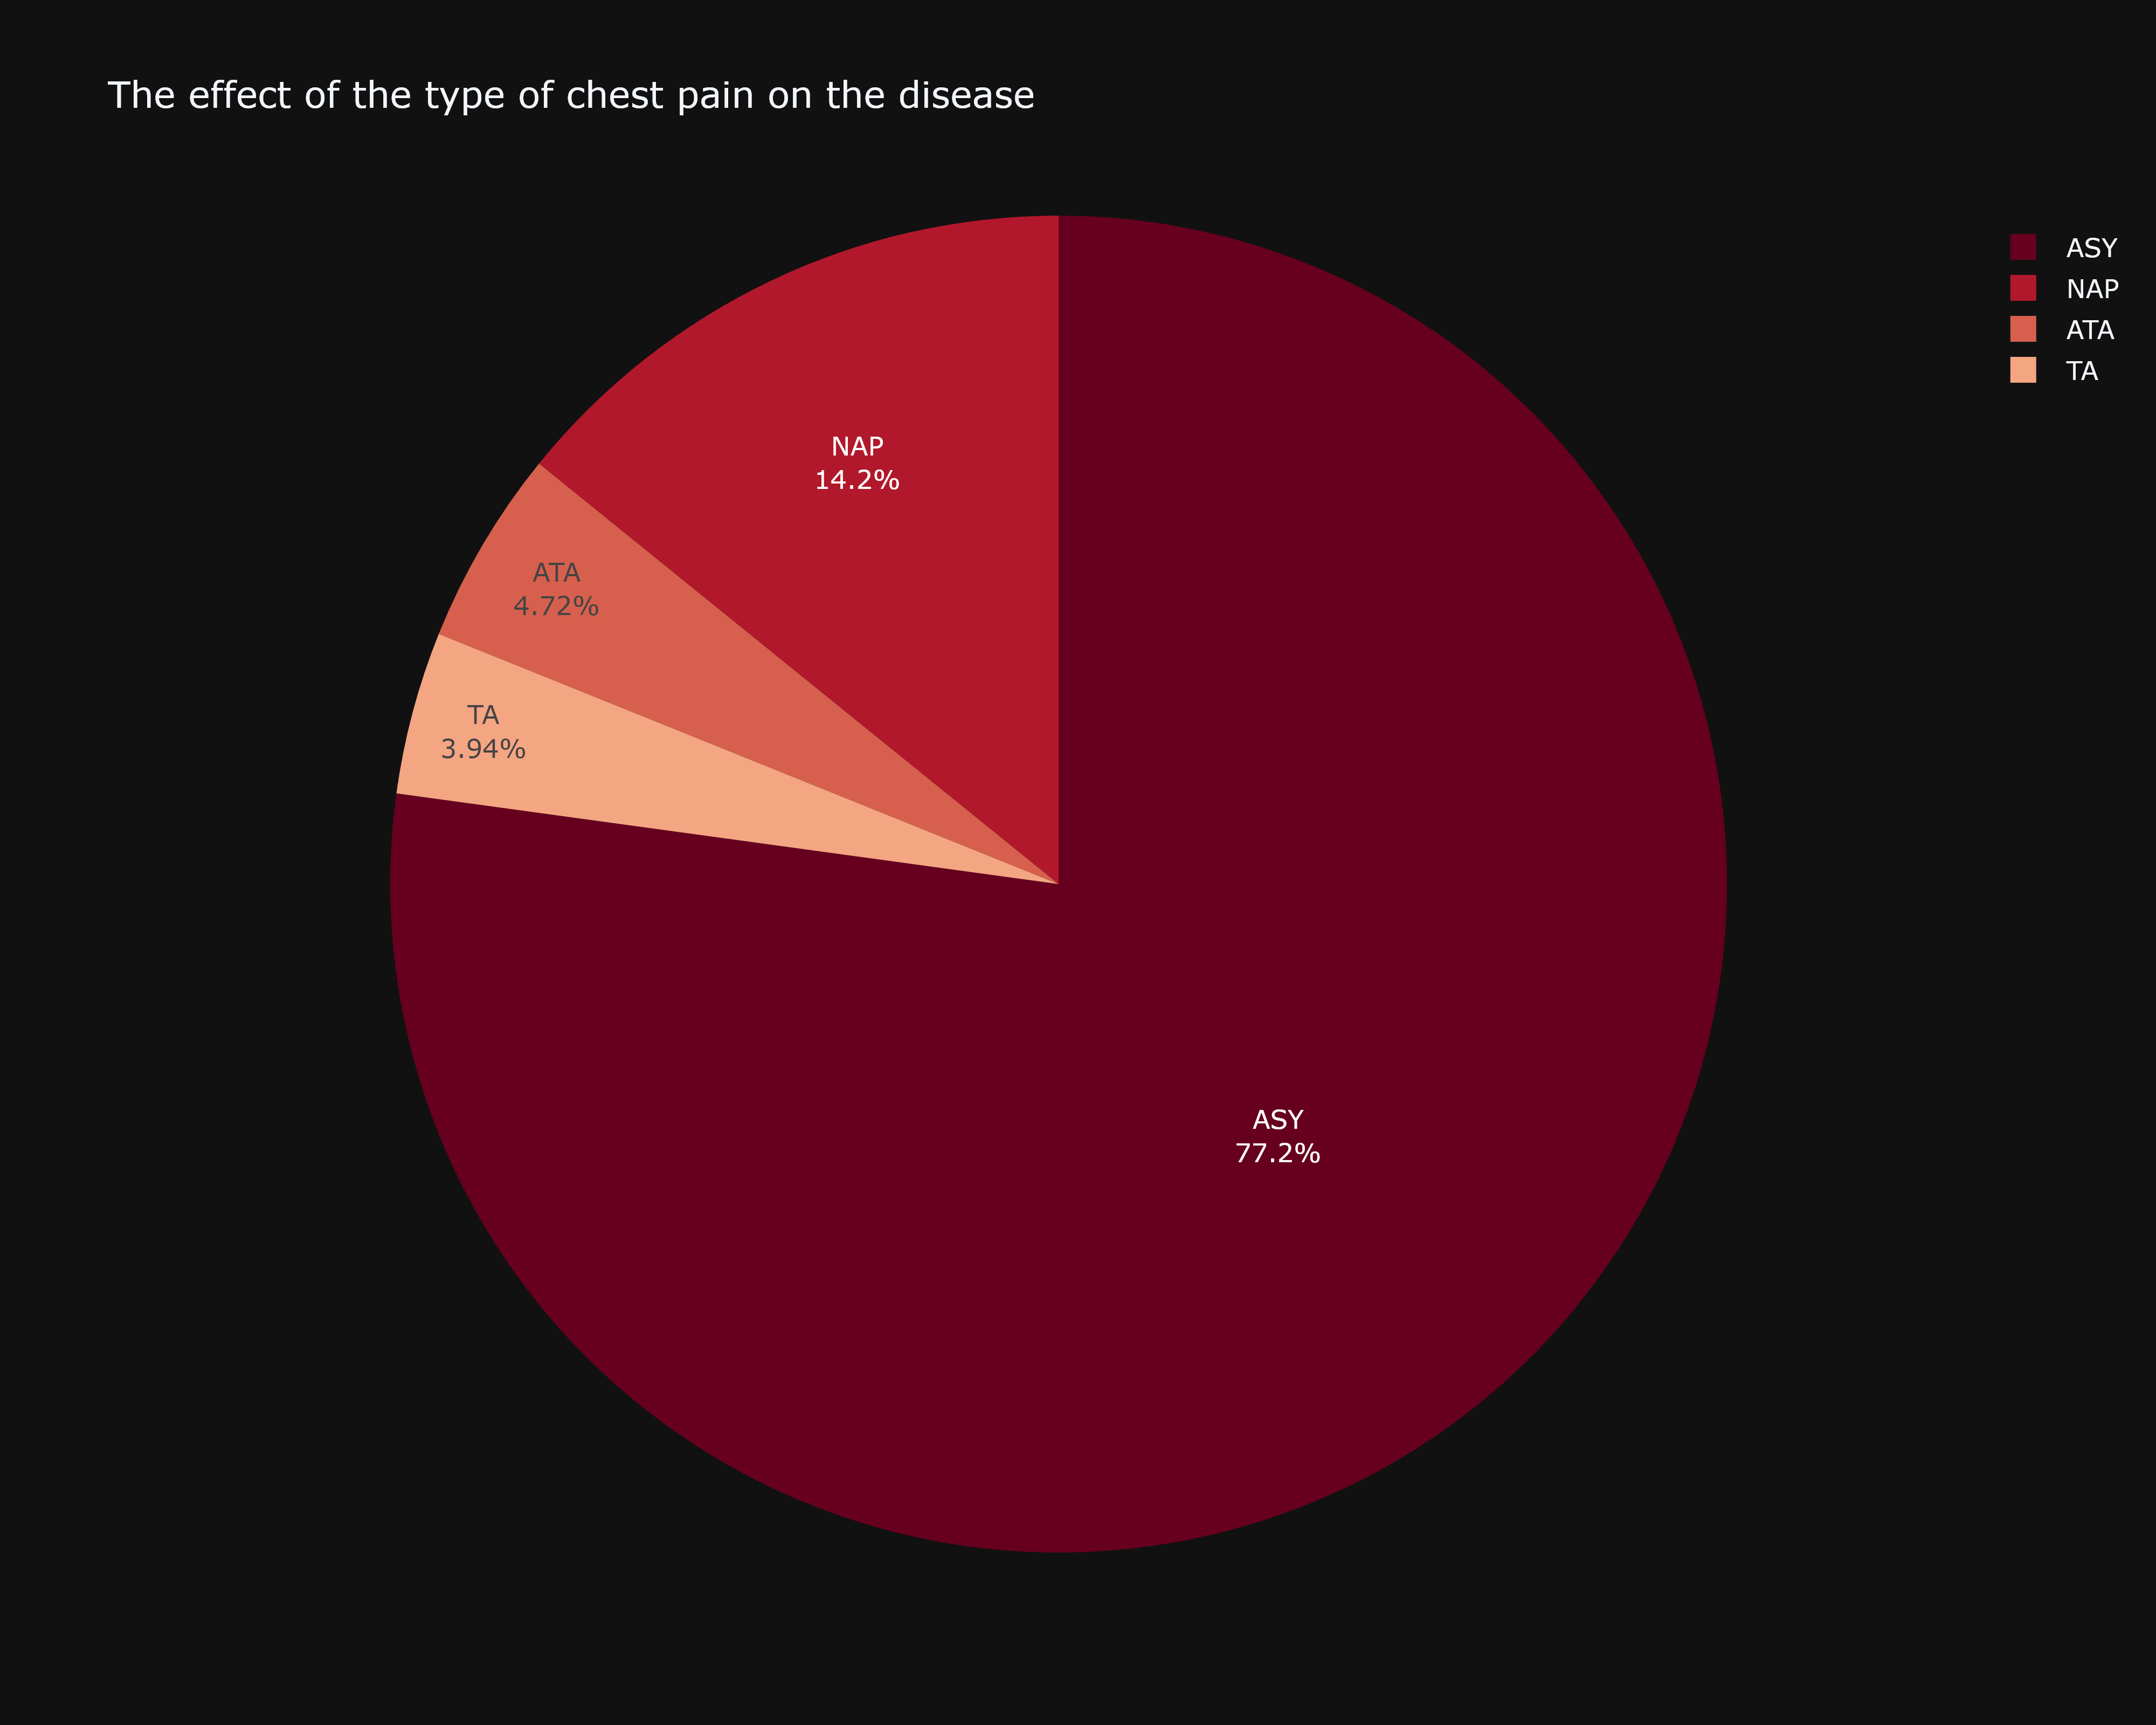 The effect of the type of chest pain on the disease
ASY
NAP
ATA
TA
NAP
14.2%
ATA
4.72%
TA
3.94%
ASY
77.2%